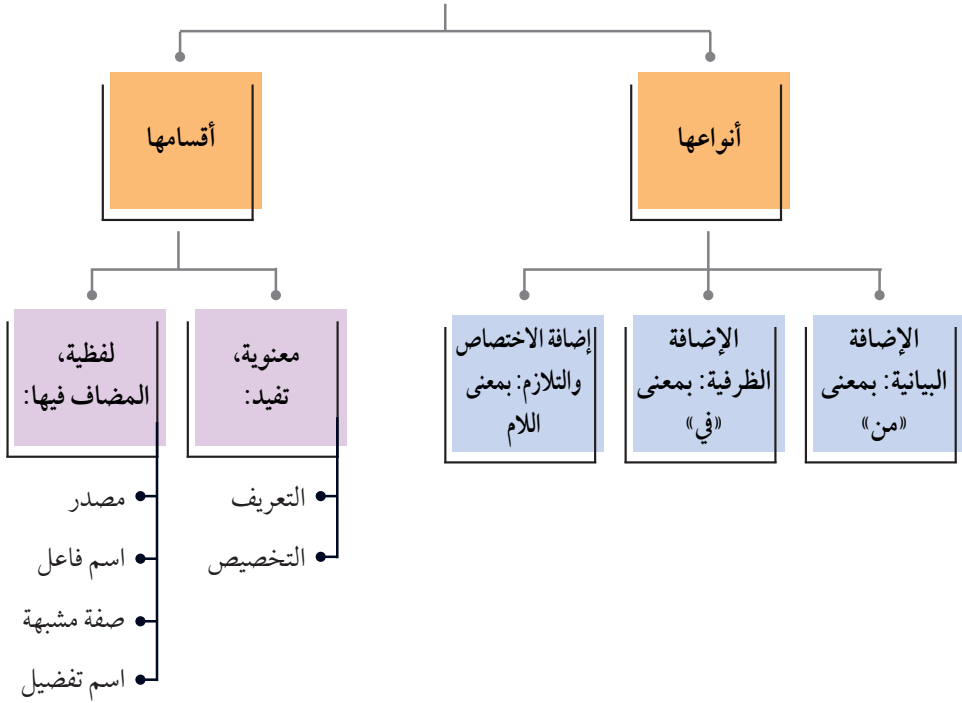 أنواعها
أقسامها
الإضافة
البيانية: بمعنى
«من»
الإضافة
الظرفية: بمعنى
«في»
إضافة الاختصاص
والتلازم: بمعنى
اللام
معنوية،
تفيد:
التعريف
التخصيص
لفظية،
المضاف فيها:
مصدر
اسم فاعل
صفة مشبهة
اسم تفضيل